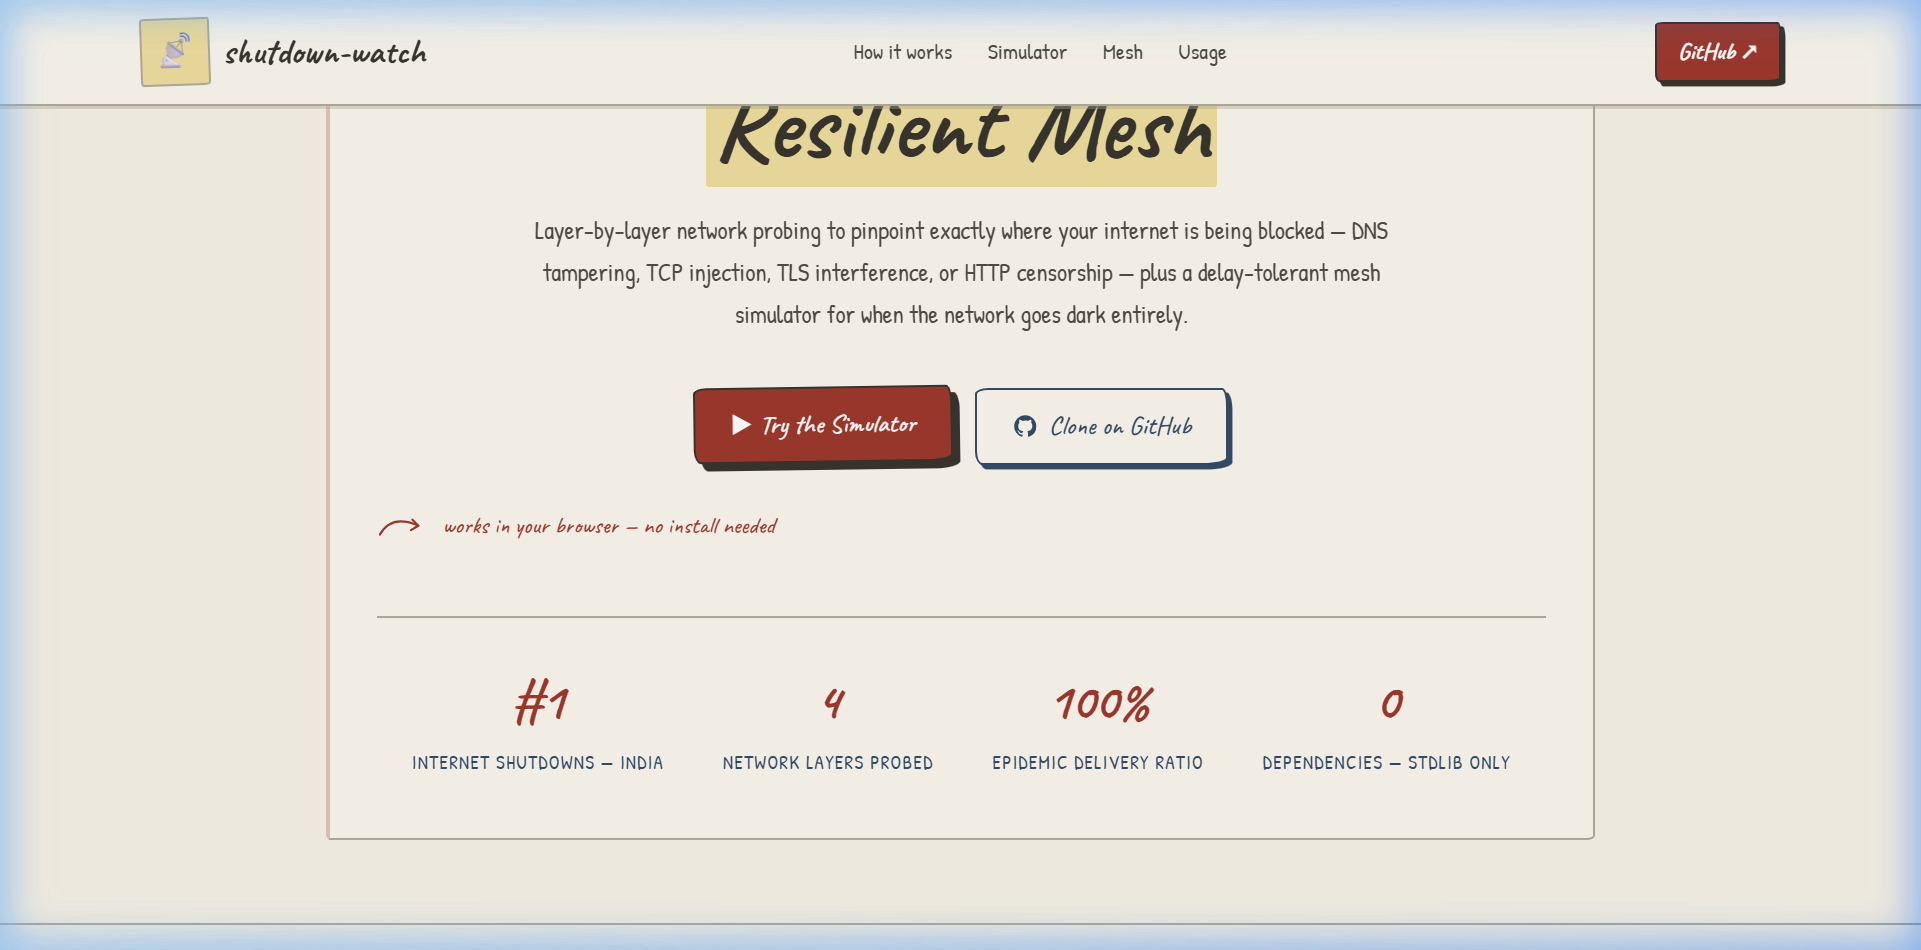 shutdown-watch
How it works
Simulator
Mesh
Usage
GitHub ↗
Resilient Mesh
Layer-by-layer network probing to pinpoint exactly where your internet is being blocked — DNS
tampering, TCP injection, TLS interference, or HTTP censorship — plus a delay-tolerant mesh
simulator for when the network goes dark entirely.
▶ Try the Simulator
Clone on GitHub
works in your browser — no install needed
#1
INTERNET SHUTDOWNS — INDIA
4
NETWORK LAYERS PROBED
100%
EPIDEMIC DELIVERY RATIO
0
DEPENDENCIES — STDLIB ONLY